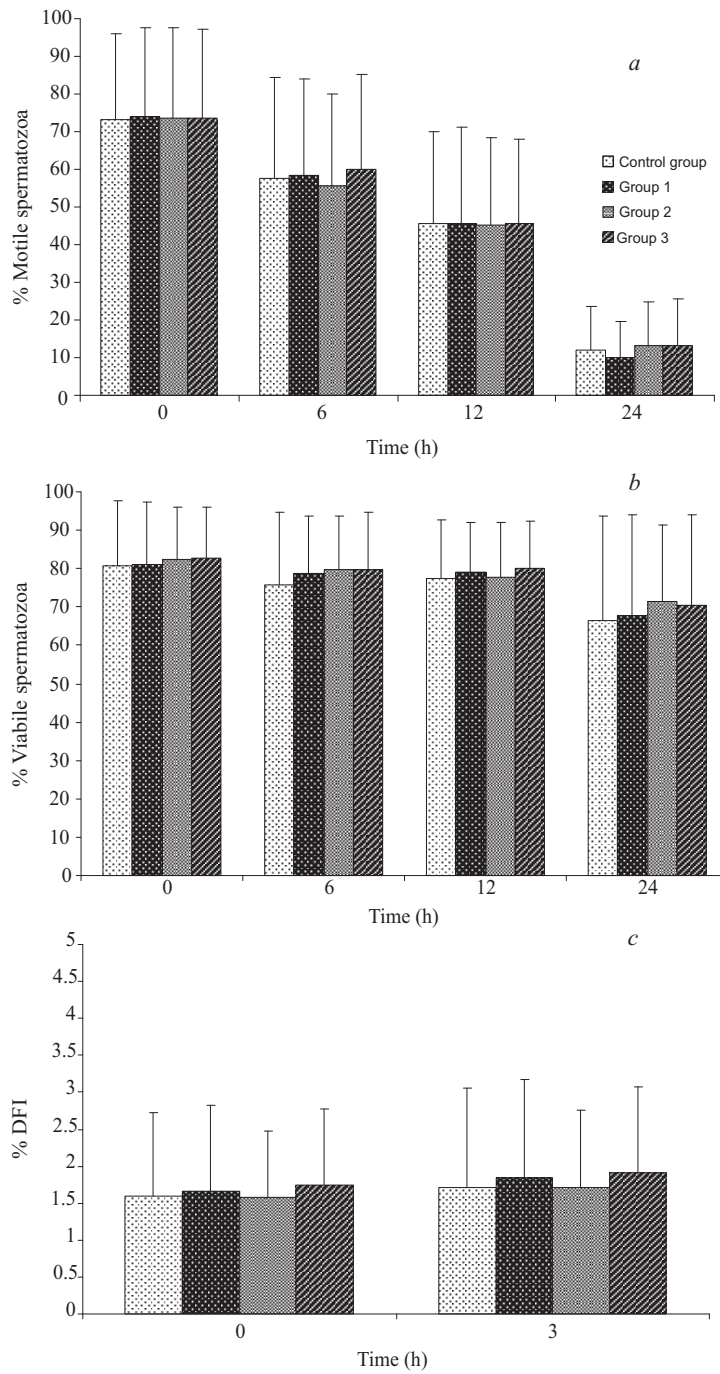 100
90
80
70
60
50
40
30
20
10
0
% Motile spermatozoa
a
Control group
Group 1
Group 2
Group 3
0 6 12 24
Time (h)
100
90
80
70
60
50
40
30
20
10
0
% Viabile spermatozoa
b
0 6 12 24
Time (h)
5
4.5
4
3.5
3
2.5
2
1.5
1
0.5
0
% DFI
c
0 3
Time (h)